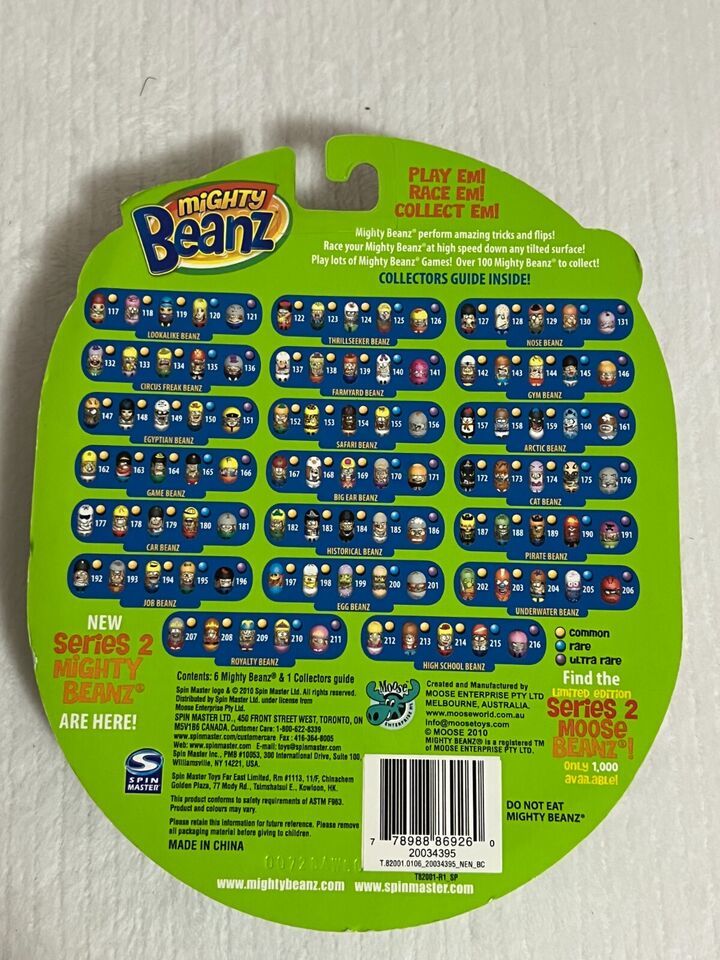 MiGHTY
Beanz
PLAY EM!
RACE EM!
COLLECT EM!
Mighty Beanz® perform amazing tricks and flips!
Race your Mighty Beanz® at high speed down any tilted surface!
Play lots of Mighty Beanz® Games! Over 100 Mighty Beanz® to collect!
COLLECTORS GUIDE INSIDE!
117 118 119 120 121
LOOKALIKE BEANZ
122 123 124 125 126
THRILLSEEKER BEANZ
127 128 129 130 131
NOSE BEANZ
132 133 134 135 136
CIRCUS FREAK BEANZ
137 138 139 140 141
FARMYARD BEANZ
142 143 144 145 146
GYM BEANZ
147 148 149 150 151
EGYPTIAN BEANZ
152 153 154 155 156
SAFARI BEANZ
157 158 159 160 161
ARCTIC BEANZ
162 163 164 165 166
GAME BEANZ
167 168 169 170 171
BIG EAR BEANZ
172 173 174 175 176
CAT BEANZ
177 178 179 180 181
CAR BEANZ
182 183 184 185 186
HISTORICAL BEANZ
187 188 189 190 191
PIRATE BEANZ
192 193 194 195 196
JOB BEANZ
197 198 199 200 201
EGG BEANZ
202 203 204 205 206
UNDERWATER BEANZ
207 208 209 210 211
ROYALTY BEANZ
212 213 214 215 216
HIGH SCHOOL BEANZ
common
rare
ULTRA rare
NEW
Series 2
MiGHTY
BEANZ®
ARE HERE!
Find the
LiMiTED EDiTiON
Series 2
MOOSE
BEANZ®!
Only 1,000
available!
Contents: 6 Mighty Beanz® & 1 Collectors guide
Spin Master logo & © 2010 Spin Master Ltd. All rights reserved.
Distributed by Spin Master Ltd. under license from
Moose Enterprise Pty Ltd.
SPIN MASTER LTD., 450 FRONT STREET WEST, TORONTO, ON
M5V1B6 CANADA. Customer Care: 1-800-622-8339
www.spinmaster.com/customercare Fax : 416-364-8005
Web: www.spinmaster.com E-mail: toys@spinmaster.com
Spin Master Inc., PMB #10053, 300 International Drive, Suite 100,
Williamsville, NY 14221, USA.
Spin Master Toys Far East Limited, Rm #1113, 11/F, Chinachem
Golden Plaza, 77 Mody Rd., Tsimshatsui E., Kowloon, HK.
This product conforms to safety requirements of ASTM F963.
Product and colours may vary.
Please retain this information for future reference. Please remove
all packaging material before giving to children.
MADE IN CHINA
SPIN
MASTER
Moose
ENTERPRISE
Created and Manufactured by
MOOSE ENTERPRISE PTY LTD
MELBOURNE, AUSTRALIA.
www.mooseworld.com.au
info@moosetoys.com
© MOOSE 2010
MIGHTY BEANZ® is a registered TM
of MOOSE ENTERPRISE PTY LTD.
DO NOT EAT
MIGHTY BEANZ®
7 78988 86926 0
20034395
T.82001.0106_20034395_NEN_BC
T82001-R1_SP
www.mightybeanz.com www.spinmaster.com